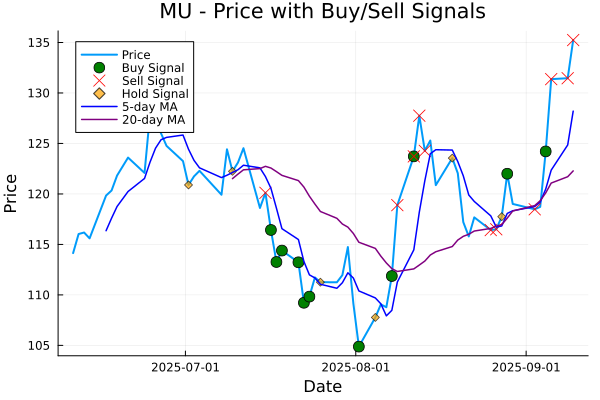 MU - Price with Buy/Sell Signals
135
130
125
120
115
110
105
Price
Price
Buy Signal
Sell Signal
Hold Signal
5-day MA
20-day MA
2025-07-01
2025-08-01
2025-09-01
Date